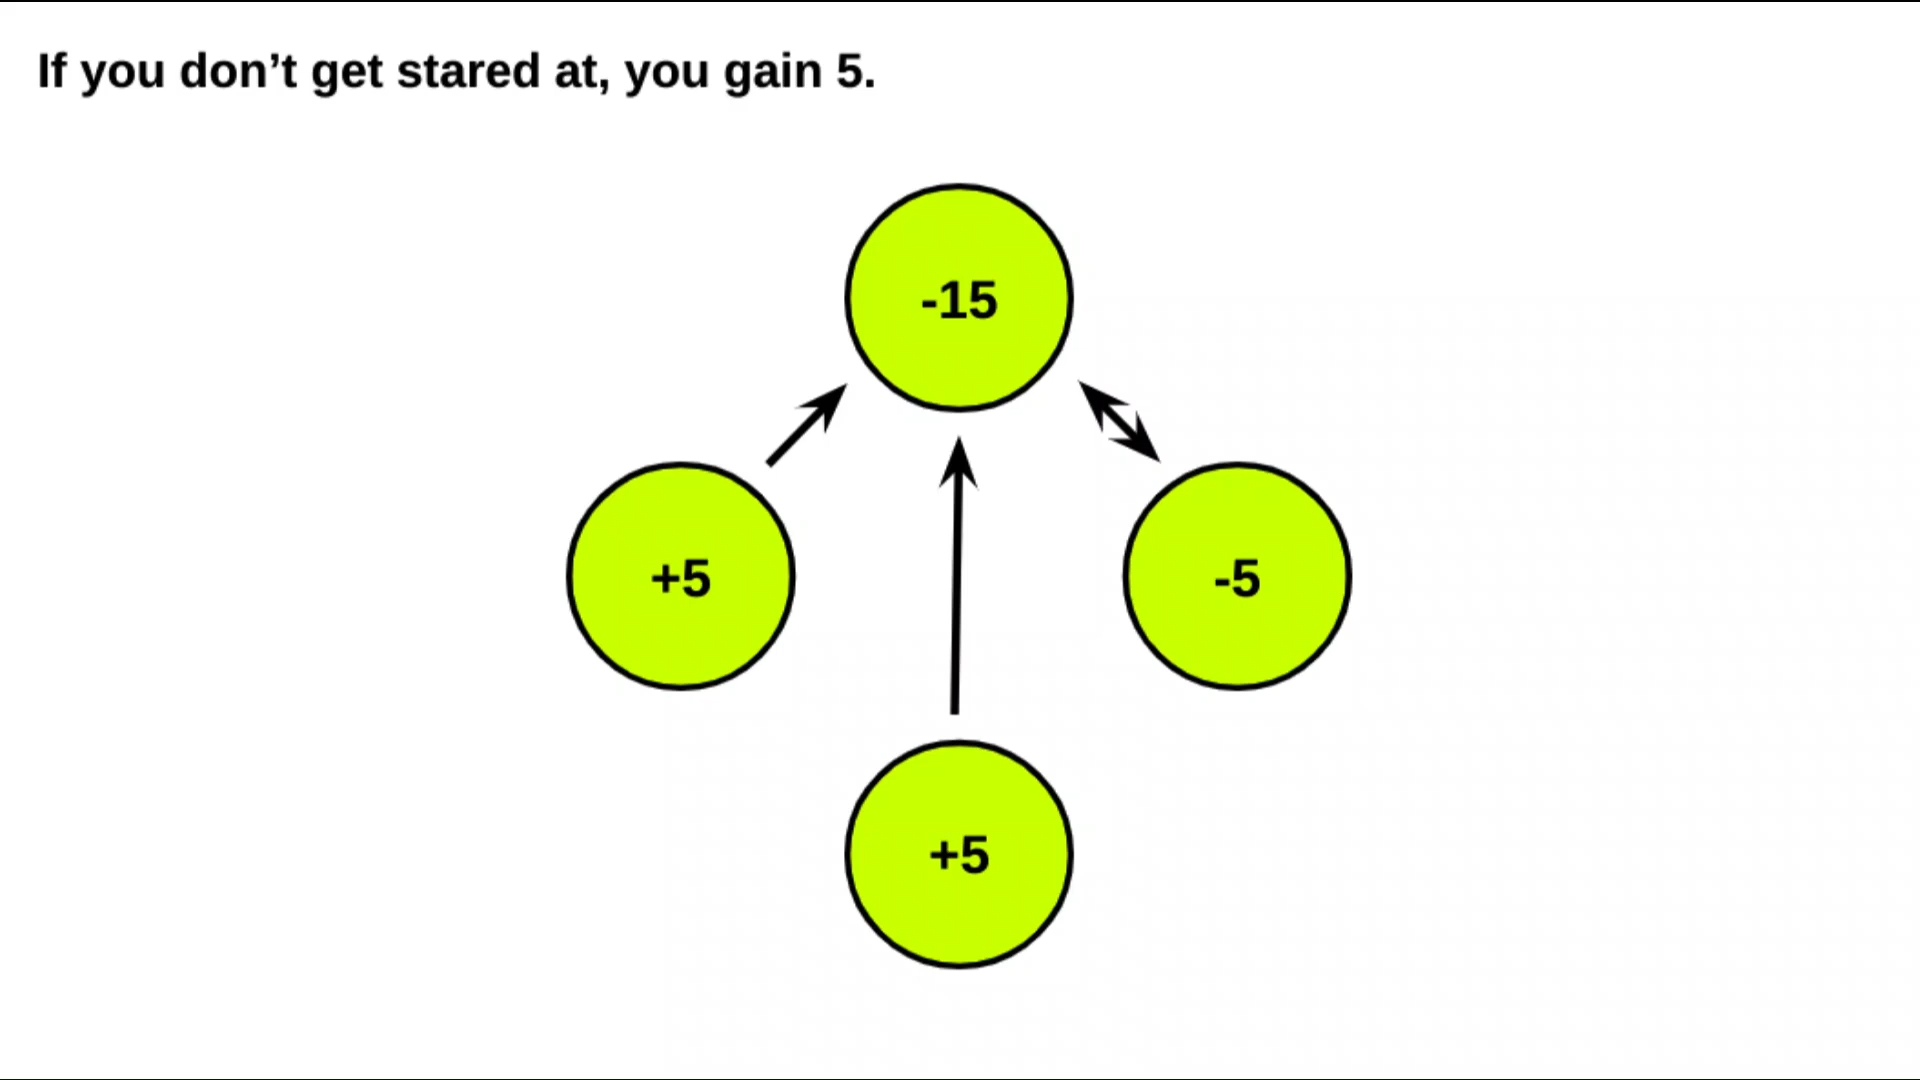 If you don’t get stared at, you gain 5.
-15
+5
-5
+5